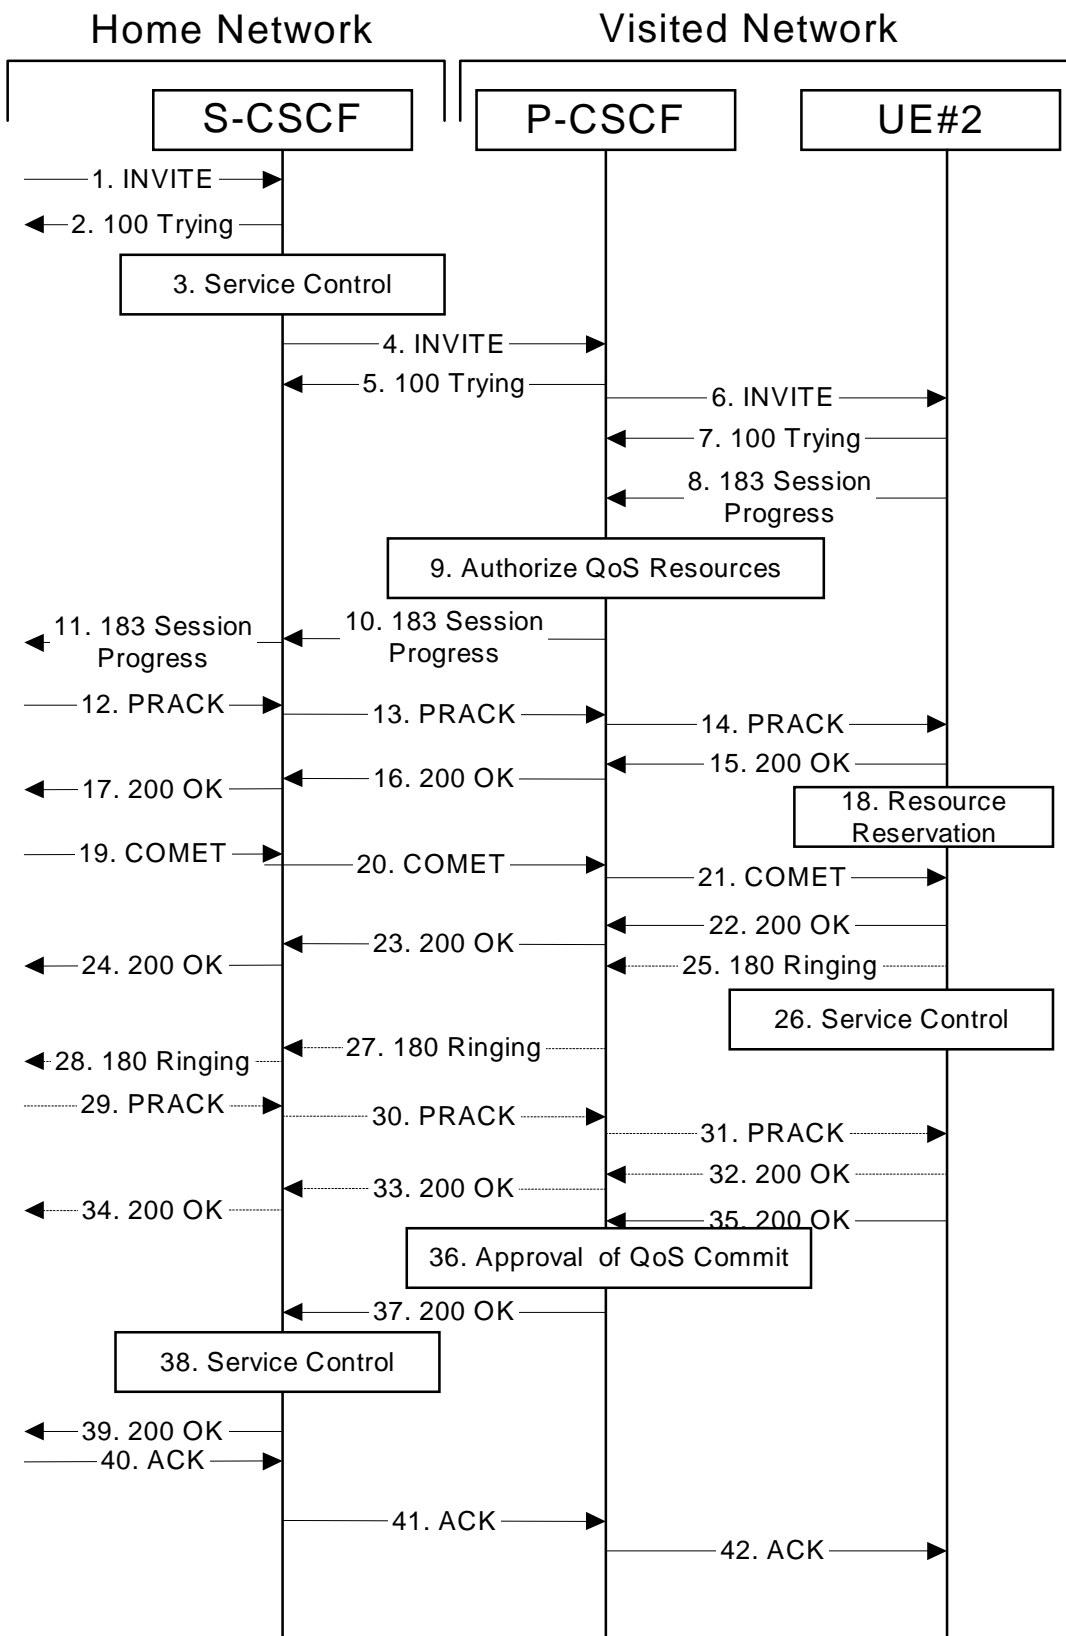 Home Network
Visited Network
S-CSCF
P-CSCF
UE#2
1. INVITE
2. 100 Trying
3. Service Control
4. INVITE
5. 100 Trying
6. INVITE
7. 100 Trying
8. 183 Session
Progress
9. Authorize QoS Resources
10. 183 Session
Progress
11. 183 Session
Progress
12. PRACK
13. PRACK
14. PRACK
15. 200 OK
16. 200 OK
17. 200 OK
18. Resource
Reservation
19. COMET
20. COMET
21. COMET
22. 200 OK
23. 200 OK
24. 200 OK
25. 180 Ringing
26. Service Control
27. 180 Ringing
28. 180 Ringing
29. PRACK
30. PRACK
31. PRACK
32. 200 OK
33. 200 OK
34. 200 OK
35. 200 OK
36. Approval of QoS Commit
37. 200 OK
38. Service Control
39. 200 OK
40. ACK
41. ACK
42. ACK